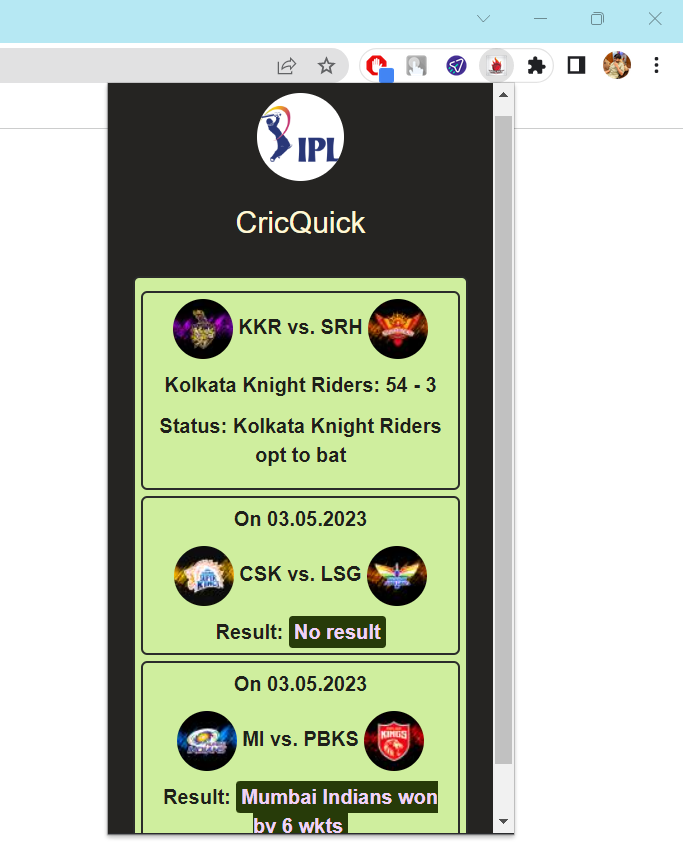 IPL
CricQuick
KKR vs. SRH
Kolkata Knight Riders: 54 - 3
Status: Kolkata Knight Riders
opt to bat
On 03.05.2023
CSK vs. LSG
Result: No result
On 03.05.2023
MI vs. PBKS
KINGS
Result: Mumbai Indians won
by 6 wkts